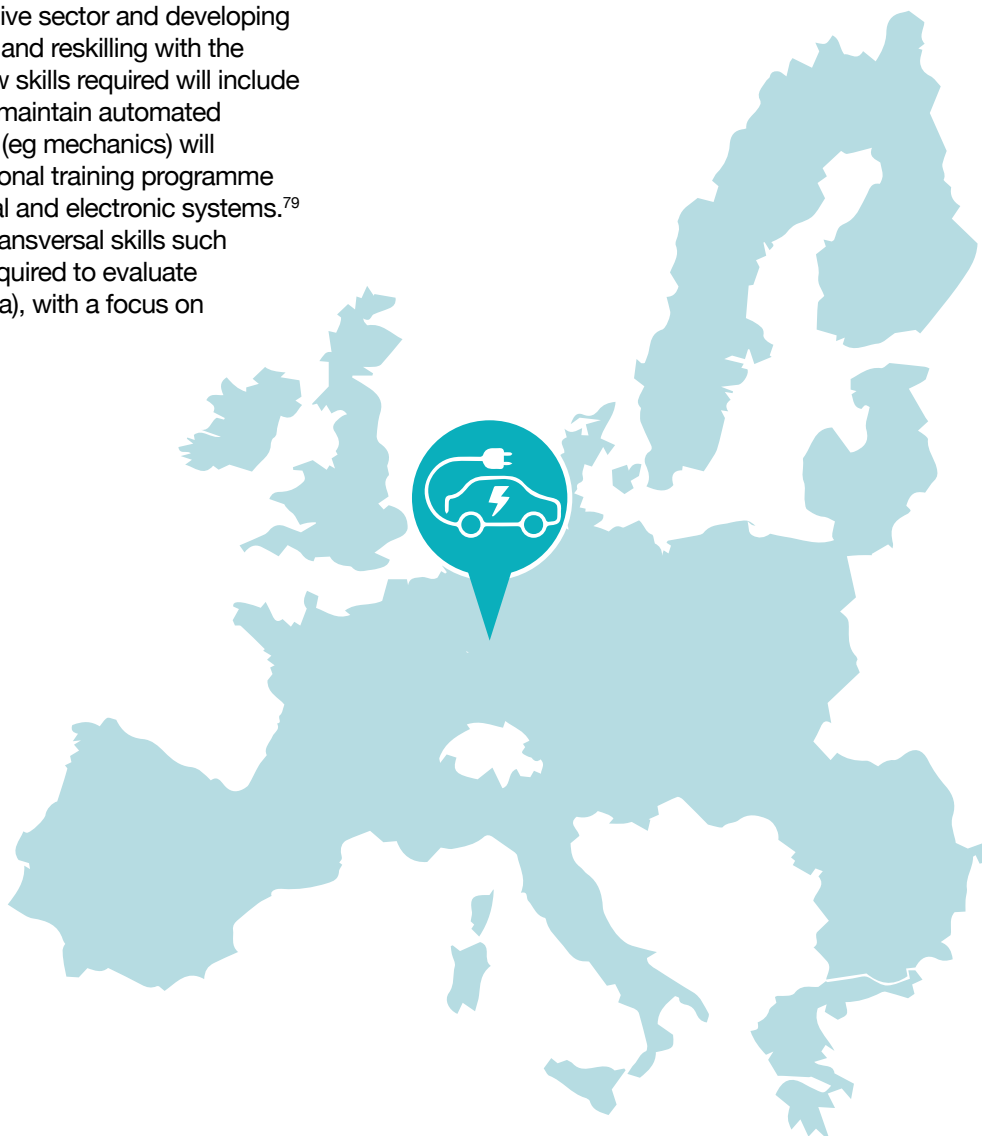 ive sector and developing
and reskilling with the
w skills required will include
maintain automated
(eg mechanics) will
onal training programme
al and electronic systems.79
ransversal skills such
quired to evaluate
a), with a focus on